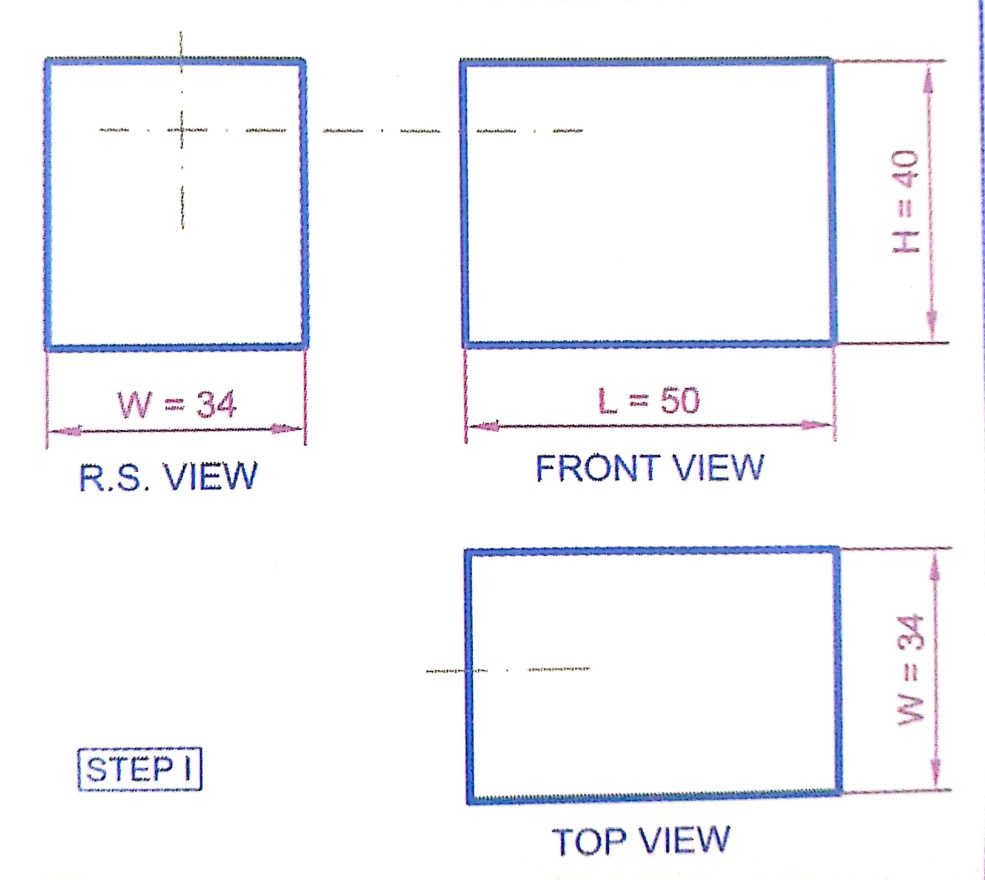 H = 40
W = 34
L = 50
R.S. VIEW
FRONT VIEW
W = 34
STEP I
TOP VIEW